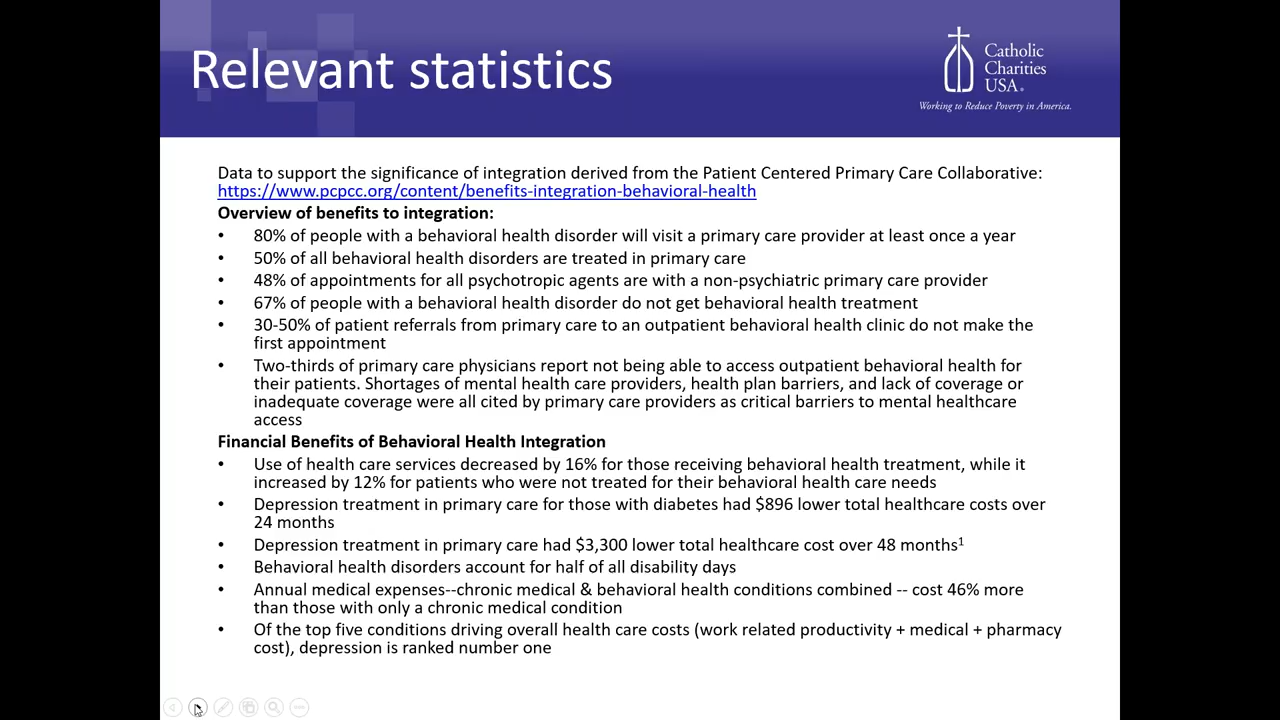 Relevant statistics
Catholic
Charities
USA®
Working to Reduce Poverty in America.
Data to support the significance of integration derived from the Patient Centered Primary Care Collaborative:
https://www.pcpcc.org/content/benefits-integration-behavioral-health
Overview of benefits to integration:
• 80% of people with a behavioral health disorder will visit a primary care provider at least once a year
• 50% of all behavioral health disorders are treated in primary care
• 48% of appointments for all psychotropic agents are with a non-psychiatric primary care provider
• 67% of people with a behavioral health disorder do not get behavioral health treatment
• 30-50% of patient referrals from primary care to an outpatient behavioral health clinic do not make the
first appointment
• Two-thirds of primary care physicians report not being able to access outpatient behavioral health for
their patients. Shortages of mental health care providers, health plan barriers, and lack of coverage or
inadequate coverage were all cited by primary care providers as critical barriers to mental healthcare
access
Financial Benefits of Behavioral Health Integration
• Use of health care services decreased by 16% for those receiving behavioral health treatment, while it
increased by 12% for patients who were not treated for their behavioral health care needs
• Depression treatment in primary care for those with diabetes had $896 lower total healthcare costs over
24 months
• Depression treatment in primary care had $3,300 lower total healthcare cost over 48 months¹
• Behavioral health disorders account for half of all disability days
• Annual medical expenses--chronic medical & behavioral health conditions combined -- cost 46% more
than those with only a chronic medical condition
• Of the top five conditions driving overall health care costs (work related productivity + medical + pharmacy
cost), depression is ranked number one